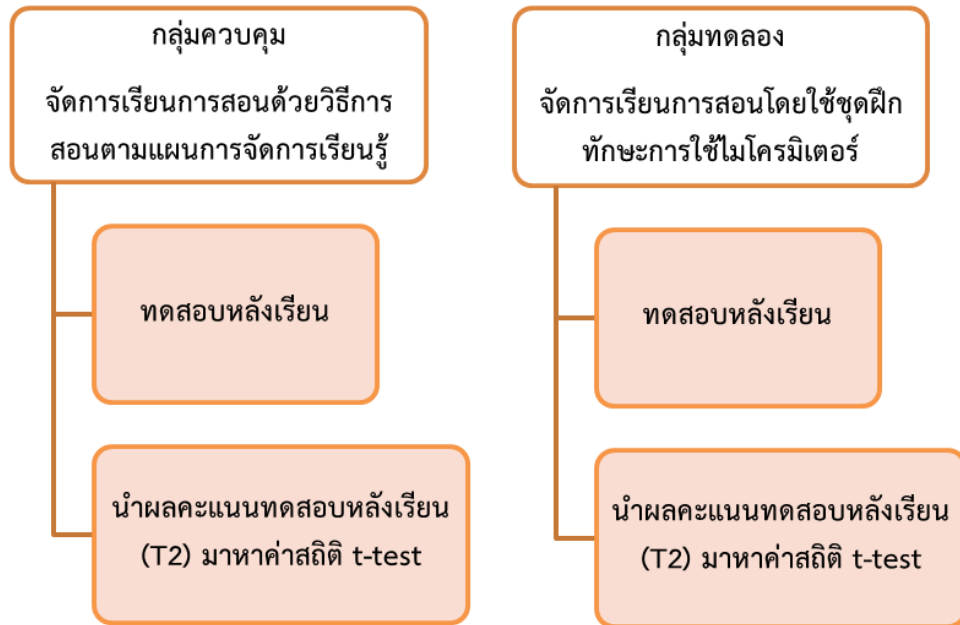 กลุ่มควบคุม
จัดการเรียนการสอนด้วยวิธีการ
สอนตามแผนการจัดการเรียนรู้
ทดสอบหลังเรียน
นำผลคะแนนทดสอบหลังเรียน
(T2) มาหาค่าสถิติ t-test
กลุ่มทดลอง
จัดการเรียนการสอนโดยใช้ชุดฝึก
ทักษะการใช้ไมโครมิเตอร์
ทดสอบหลังเรียน
นำผลคะแนนทดสอบหลังเรียน
(T2) มาหาค่าสถิติ t-test